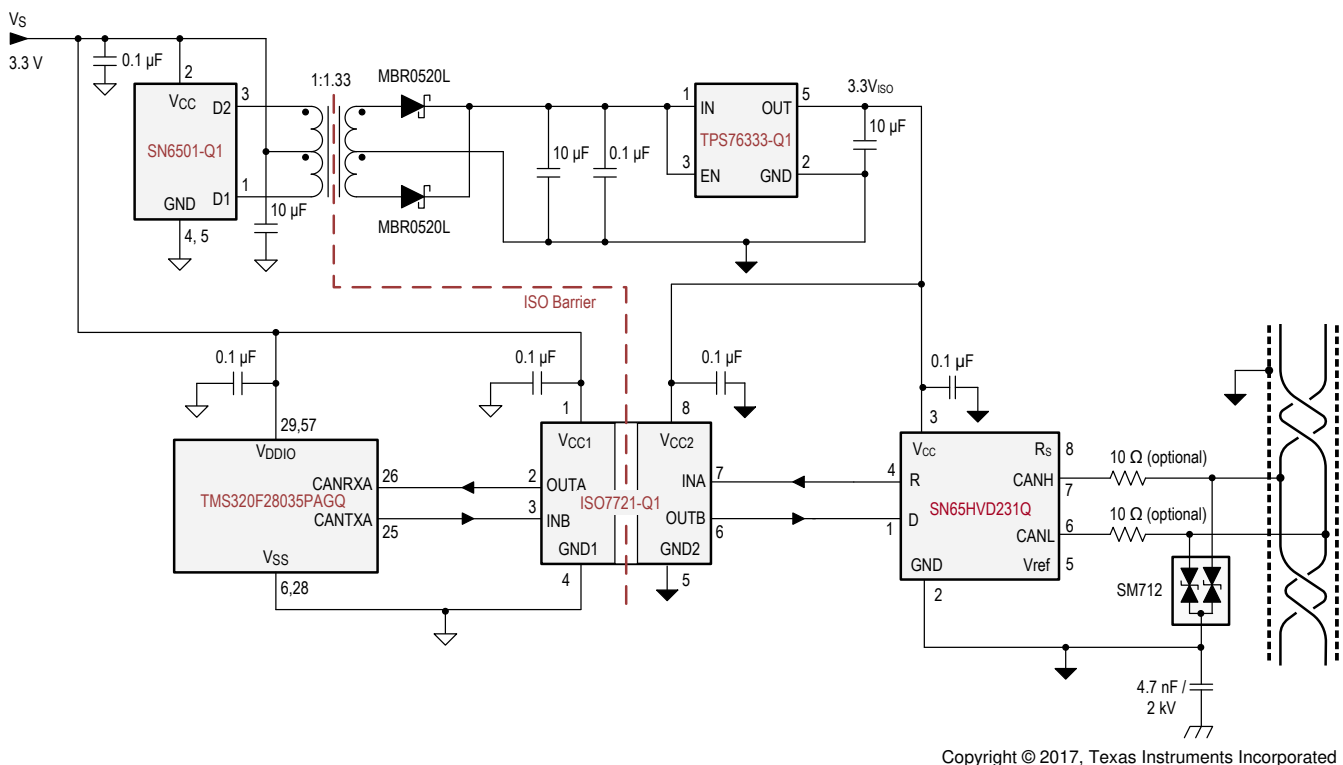 VS
3.3 V
0.1 µF
2
VCC
D2
3
SN6501-Q1
D1
1
GND
4, 5
10 µF
1:1.33
MBR0520L
MBR0520L
10 µF
0.1 µF
1
IN
OUT
5
TPS76333-Q1
3
EN
GND
2
3.3VISO
10 µF
ISO Barrier
0.1 µF
29,57
VDDIO
CANRXA
26
TMS320F28035PAGQ
CANTXA
25
VSS
6,28
0.1 µF
1
VCC1
2
OUTA
3
INB
GND1
4
ISO7721-Q1
0.1 µF
8
VCC2
INA
7
OUTB
6
GND2
5
0.1 µF
3
VCC
RS
8
4
R
CANH
7
SN65HVD231Q
1
D
CANL
6
GND
Vref
5
2
10 Ω (optional)
10 Ω (optional)
SM712
4.7 nF /
2 kV
Copyright © 2017, Texas Instruments Incorporated